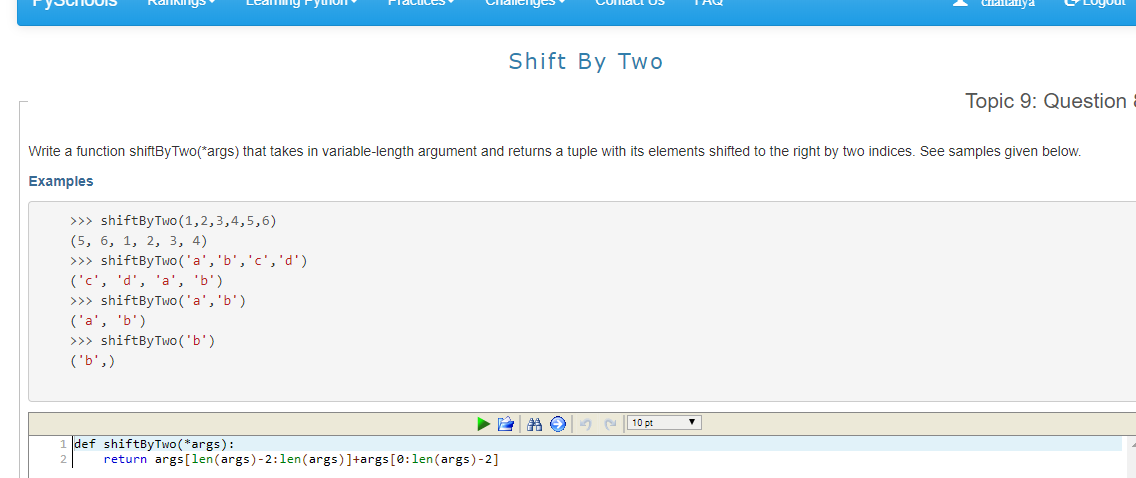 PySchools Rankings Learning Python Practices Challenges Contact Us FAQ chaitanya Logout
Shift By Two
Topic 9: Question
Write a function shiftByTwo(*args) that takes in variable-length argument and returns a tuple with its elements shifted to the right by two indices. See samples given below.
Examples
>>> shiftByTwo(1,2,3,4,5,6)
(5, 6, 1, 2, 3, 4)
>>> shiftByTwo('a','b','c','d')
('c', 'd', 'a', 'b')
>>> shiftByTwo('a','b')
('a', 'b')
>>> shiftByTwo('b')
('b',)
10 pt
1 def shiftByTwo(*args):
2 return args[len(args)-2:len(args)]+args[0:len(args)-2]